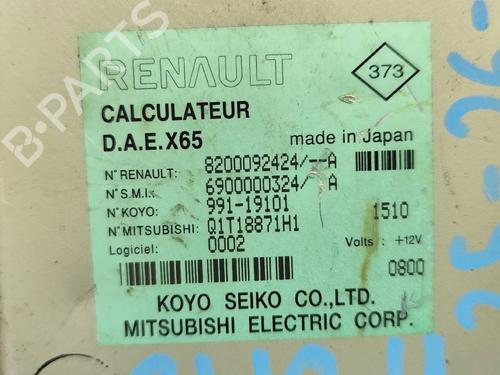 RENAULT
373
CALCULATEUR
D.A.E.X65
made in Japan
N° RENAULT: 8200092424/--A
N° S.M.I.: 6900000324/ A
N° KOYO: 991-19101 1510
N° MITSUBISHI: Q1T18871H1 Volts : +12V
Logiciel: 0002 0800
KOYO SEIKO CO.,LTD.
MITSUBISHI ELECTRIC CORP.
B-PARTS